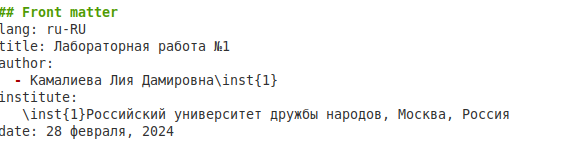 ## Front matter
lang: ru-RU
title: Лабораторная работа №1
author:
- Камалиева Лия Дамировна\inst{1}
institute:
\inst{1}Российский университет дружбы народов, Москва, Россия
date: 28 февраля, 2024